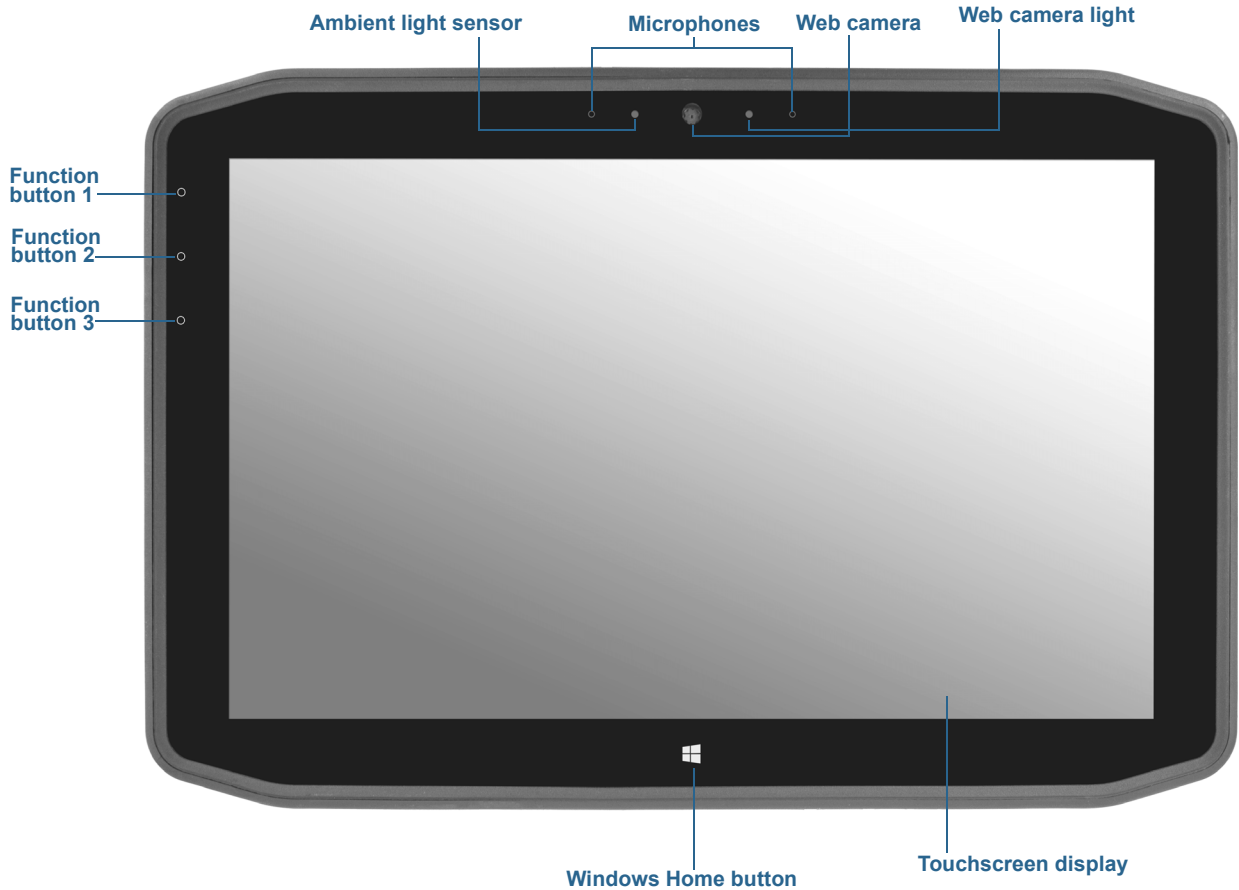 Ambient light sensor
Microphones
Web camera
Web camera light
Function
button 1
Function
button 2
Function
button 3
Touchscreen display
Windows Home button